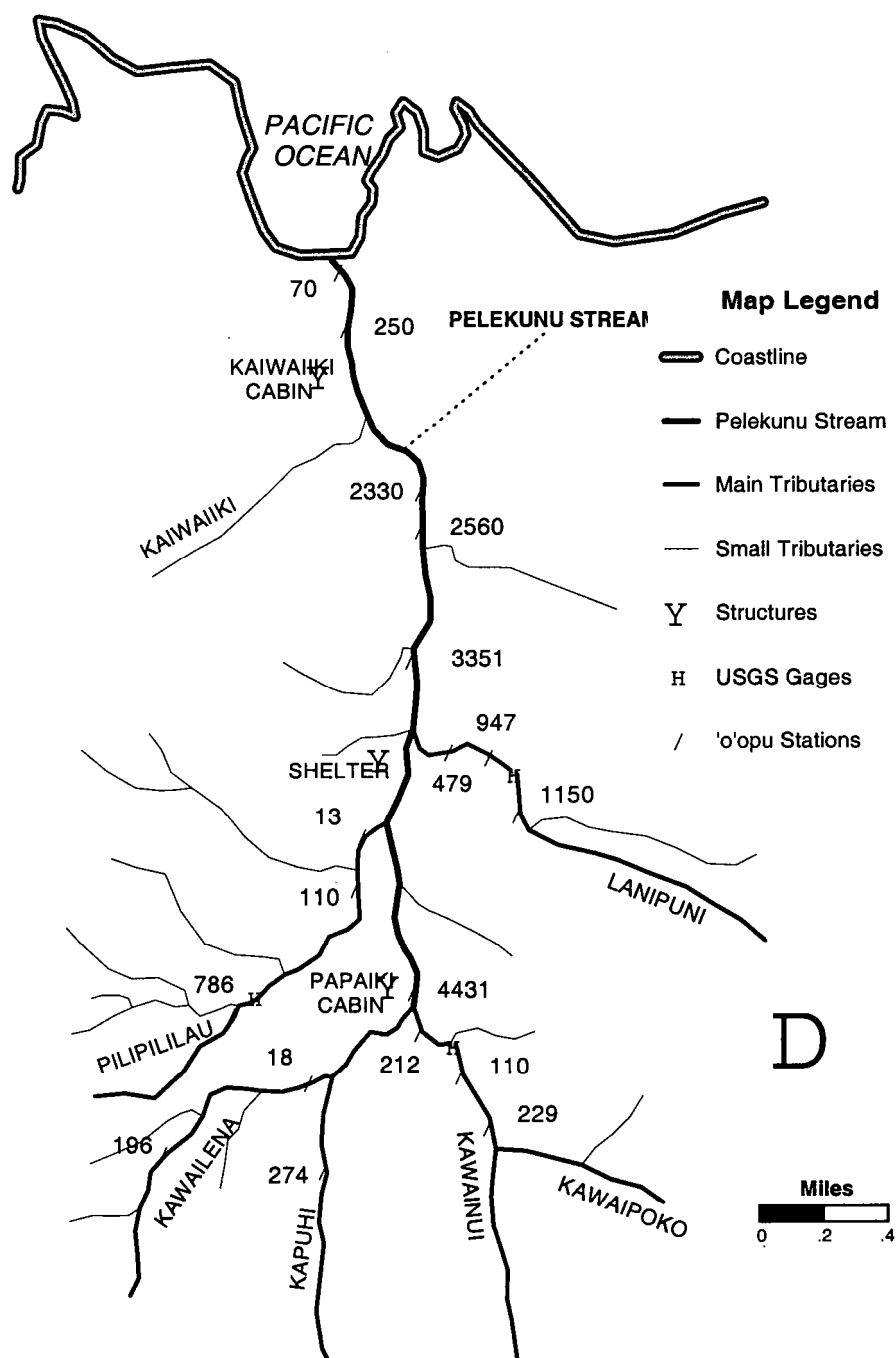 PACIFIC
OCEAN
70
250
PELEKUNU STREAM
Map Legend
Coastline
KAIWAIIKI
CABIN
Y
Pelekunu Stream
2330
Main Tributaries
KAIWAIIKI
2560
Small Tributaries
Y
Structures
3351
H
USGS Gages
947
/
'o'opu Stations
SHELTER
Y
H
479
1150
13
110
LANIPUNI
786
H
PAPAIKI
CABIN
Y
4431
PILIPILILAU
18
212
H
110
D
229
196
KAWAILENA
274
KAPUHI
KAWAINUI
KAWAIPOKO
Miles
0 .2 .4